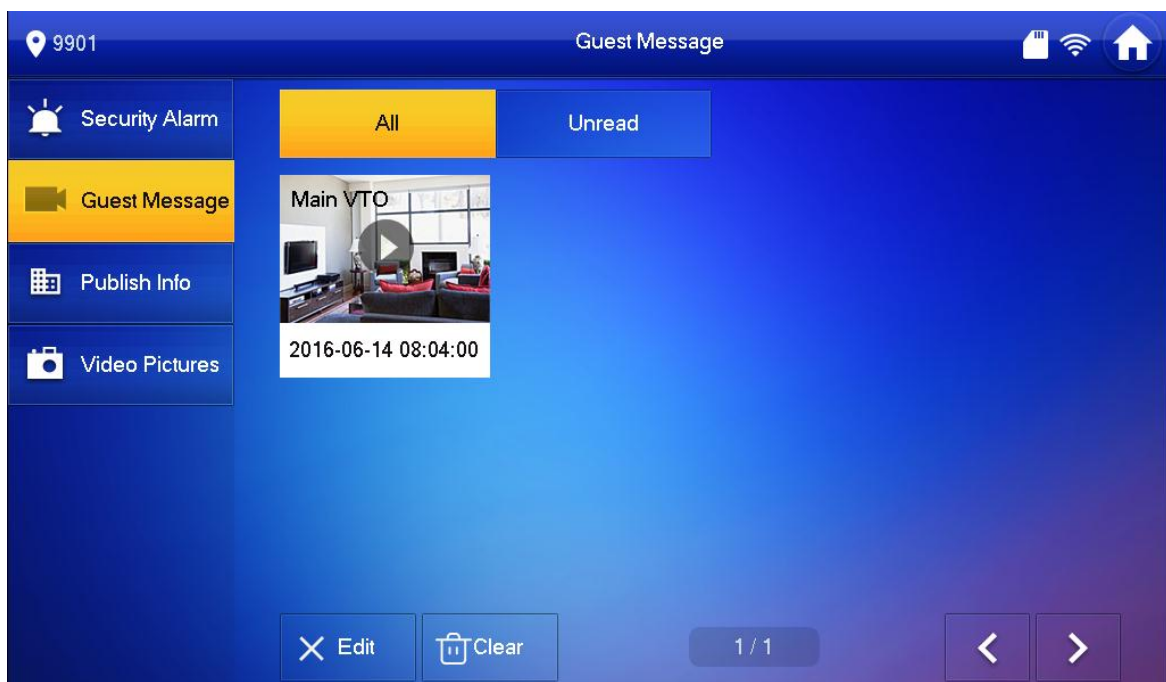 9901
Guest Message
Security Alarm
All
Unread
Guest Message
Main VTO
Publish Info
Video Pictures
2016-06-14 08:04:00
Edit
Clear
1 / 1